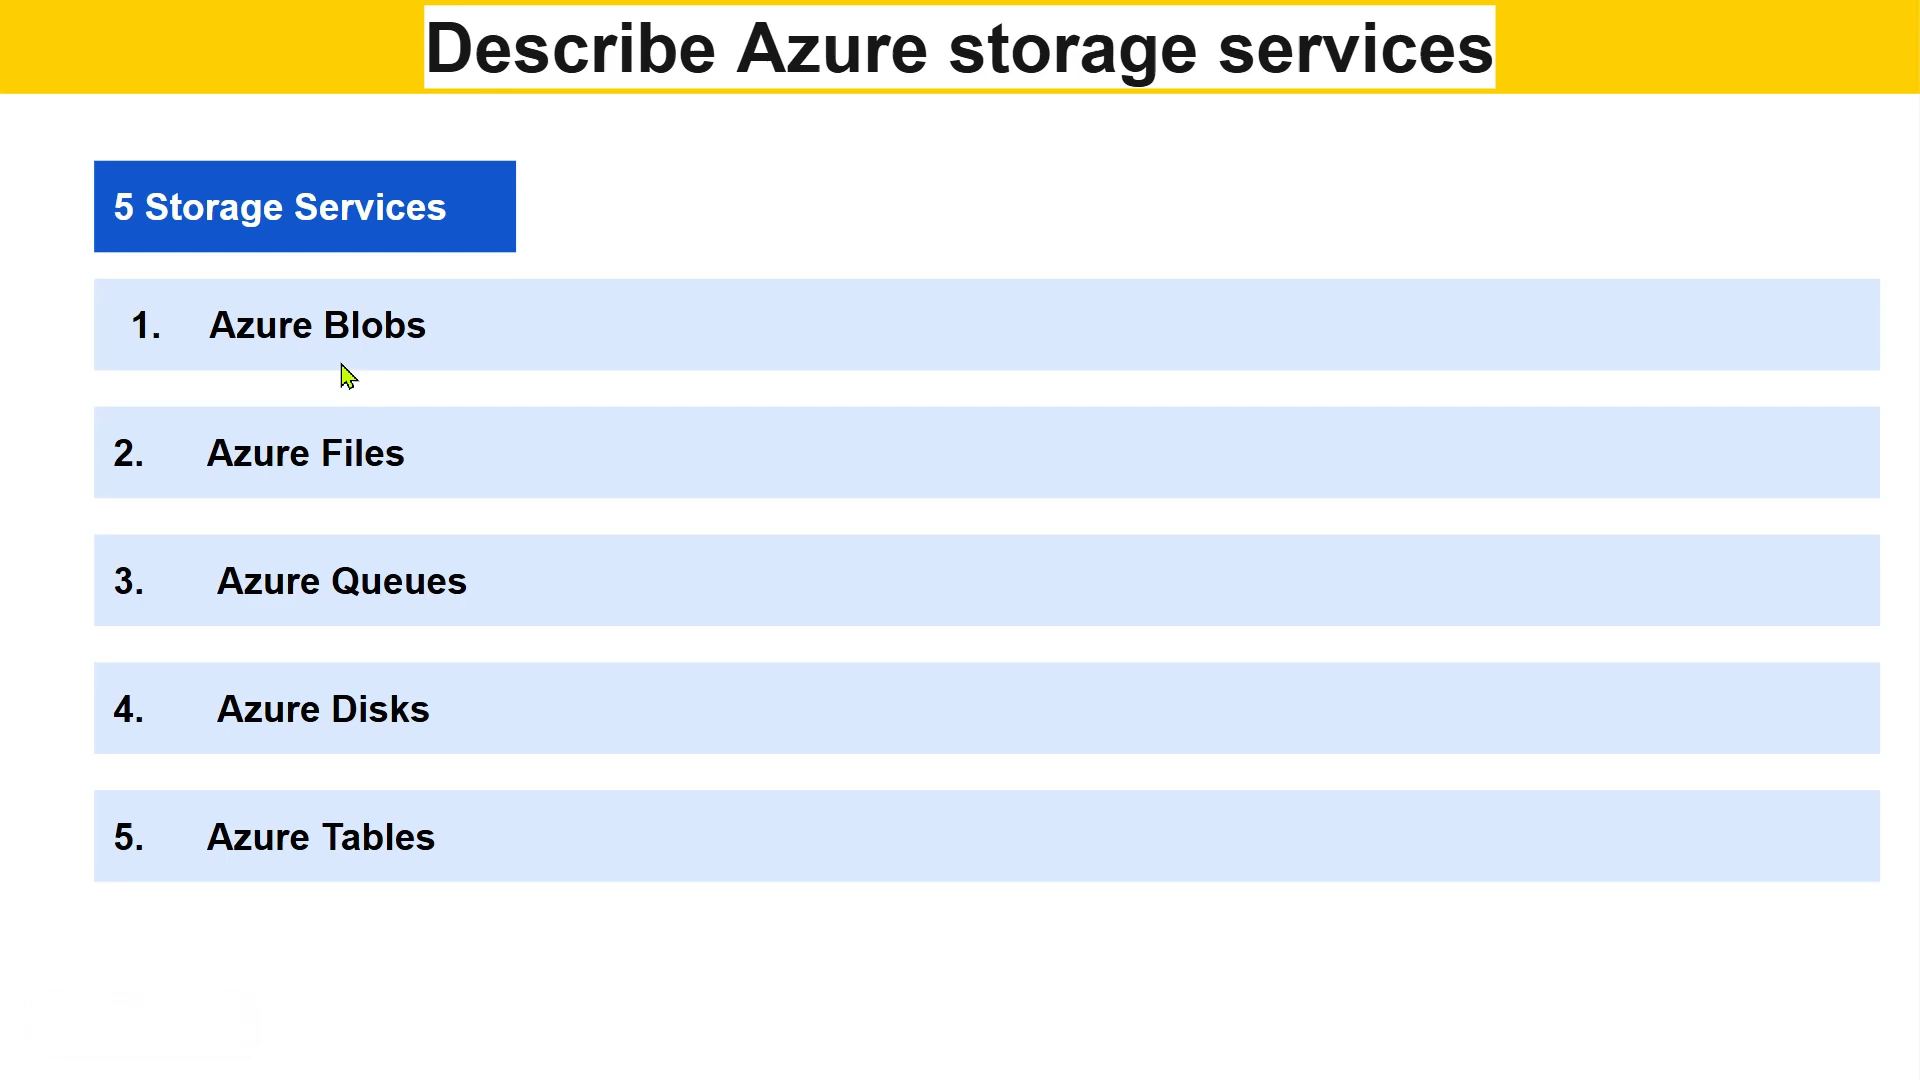 Describe Azure storage services
5 Storage Services
1. Azure Blobs
2. Azure Files
3. Azure Queues
4. Azure Disks
5. Azure Tables